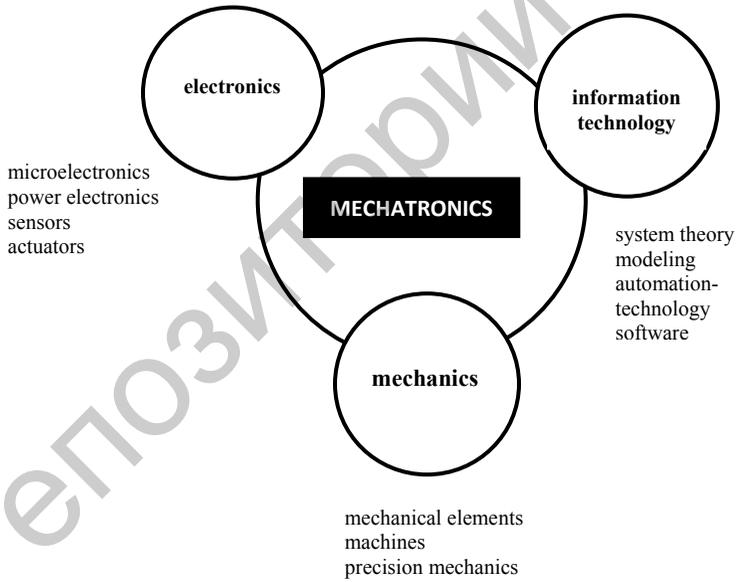 electronics
information
technology
microelectronics
power electronics
sensors
actuators
MECHATRONICS
system theory
modeling
automation-
technology
software
mechanics
mechanical elements
machines
precision mechanics
епозитории